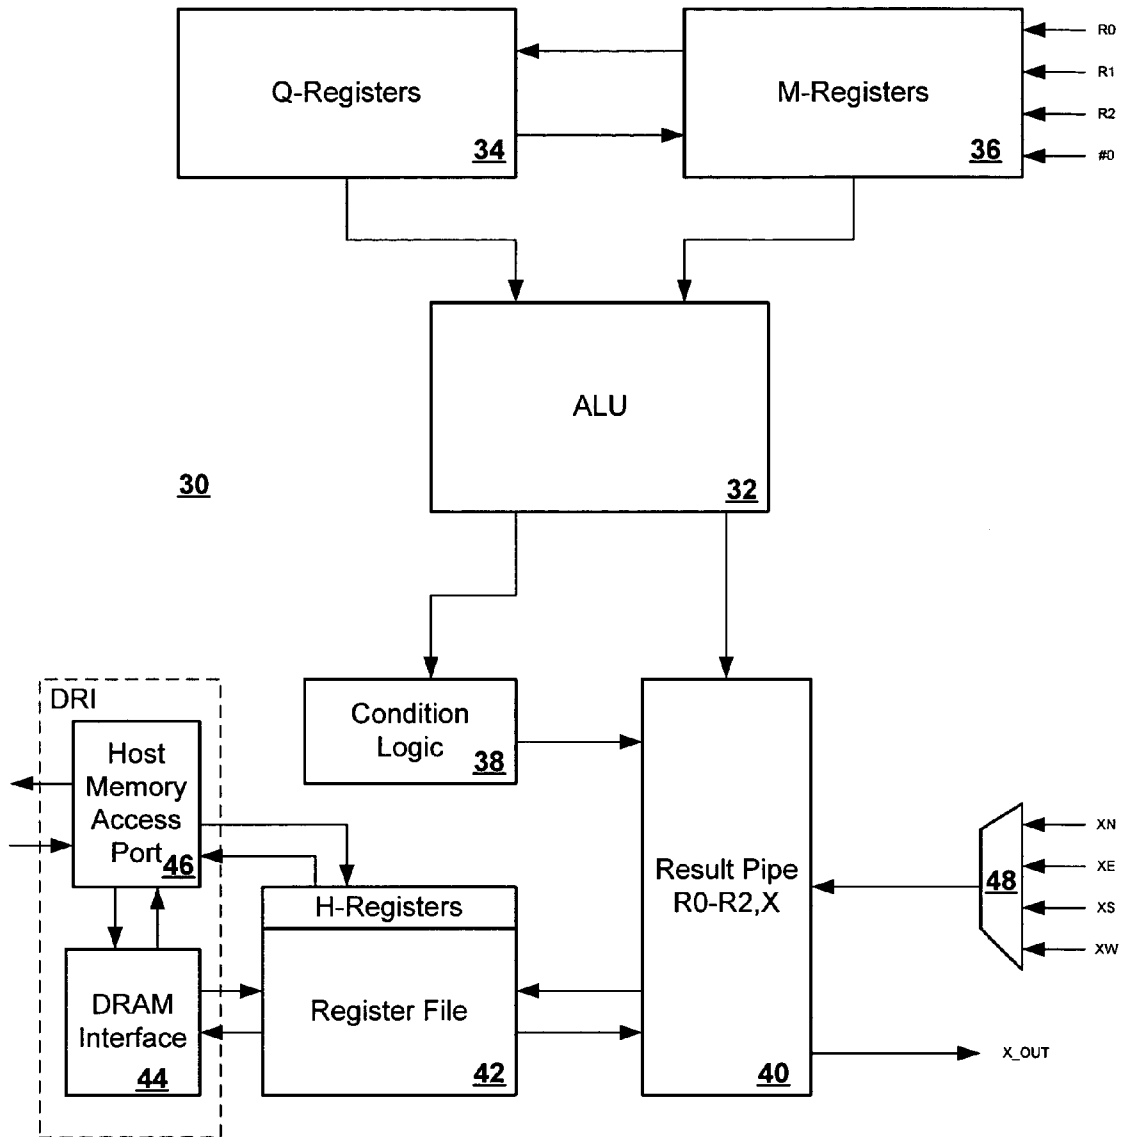 Q-Registers
34
M-Registers
36
R0
R1
R2
#0
ALU
32
30
DRI
Host
Memory
Access
Port
46
Condition
Logic
38
H-Registers
Register File
42
DRAM
Interface
44
Result Pipe
R0-R2,X
40
48
XN
XE
XS
XW
X_OUT